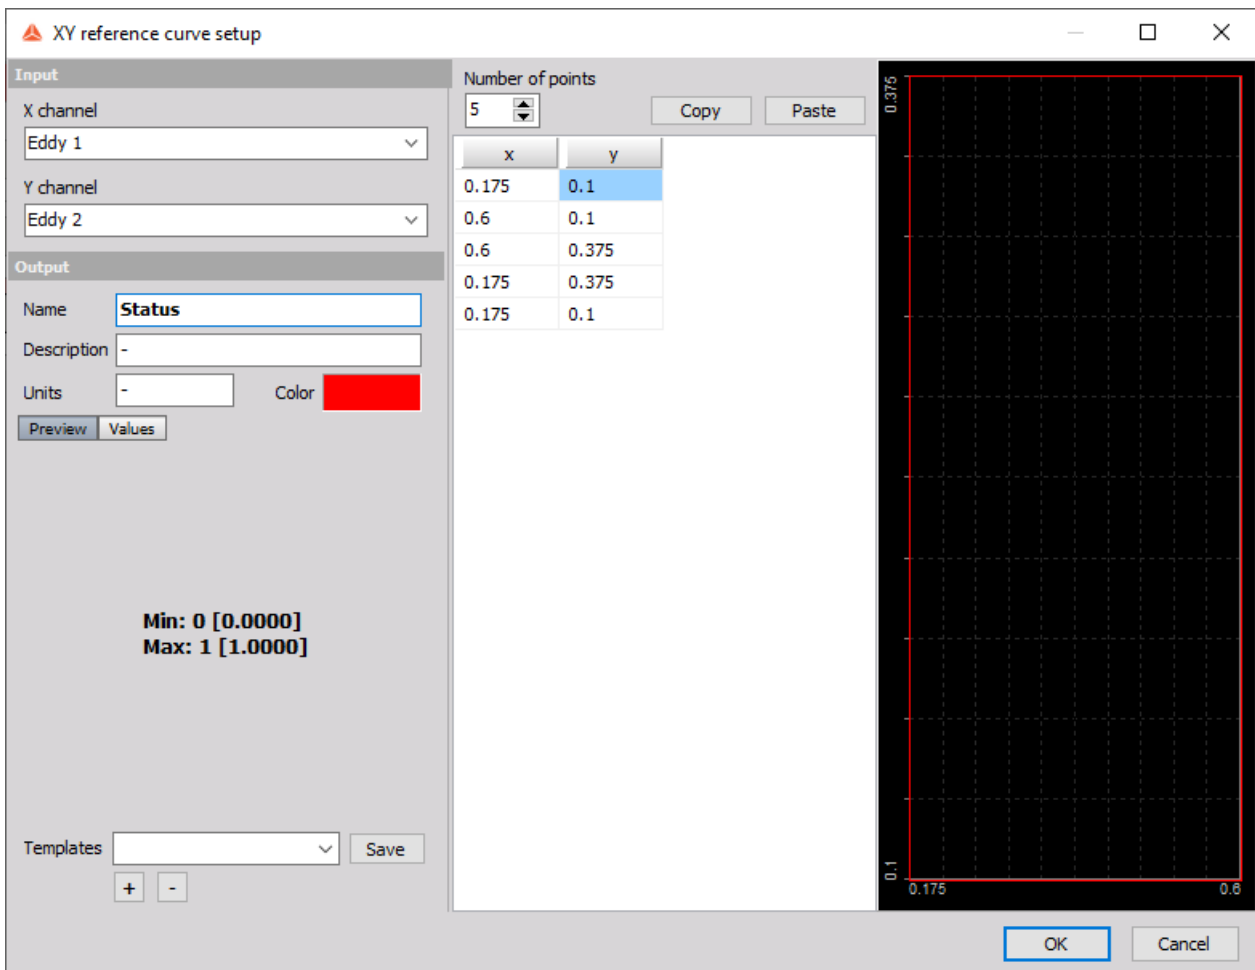 XY reference curve setup
Input
X channel
Eddy 1
Y channel
Eddy 2
Output
Name Status
Description -
Units - Color
Preview Values
Min: 0 [0.0000]
Max: 1 [1.0000]
Templates Save
+ -
Number of points
5 Copy Paste
x y
0.175 0.1
0.6 0.1
0.6 0.375
0.175 0.375
0.175 0.1
0.375
0.1
0.175 0.6
OK Cancel